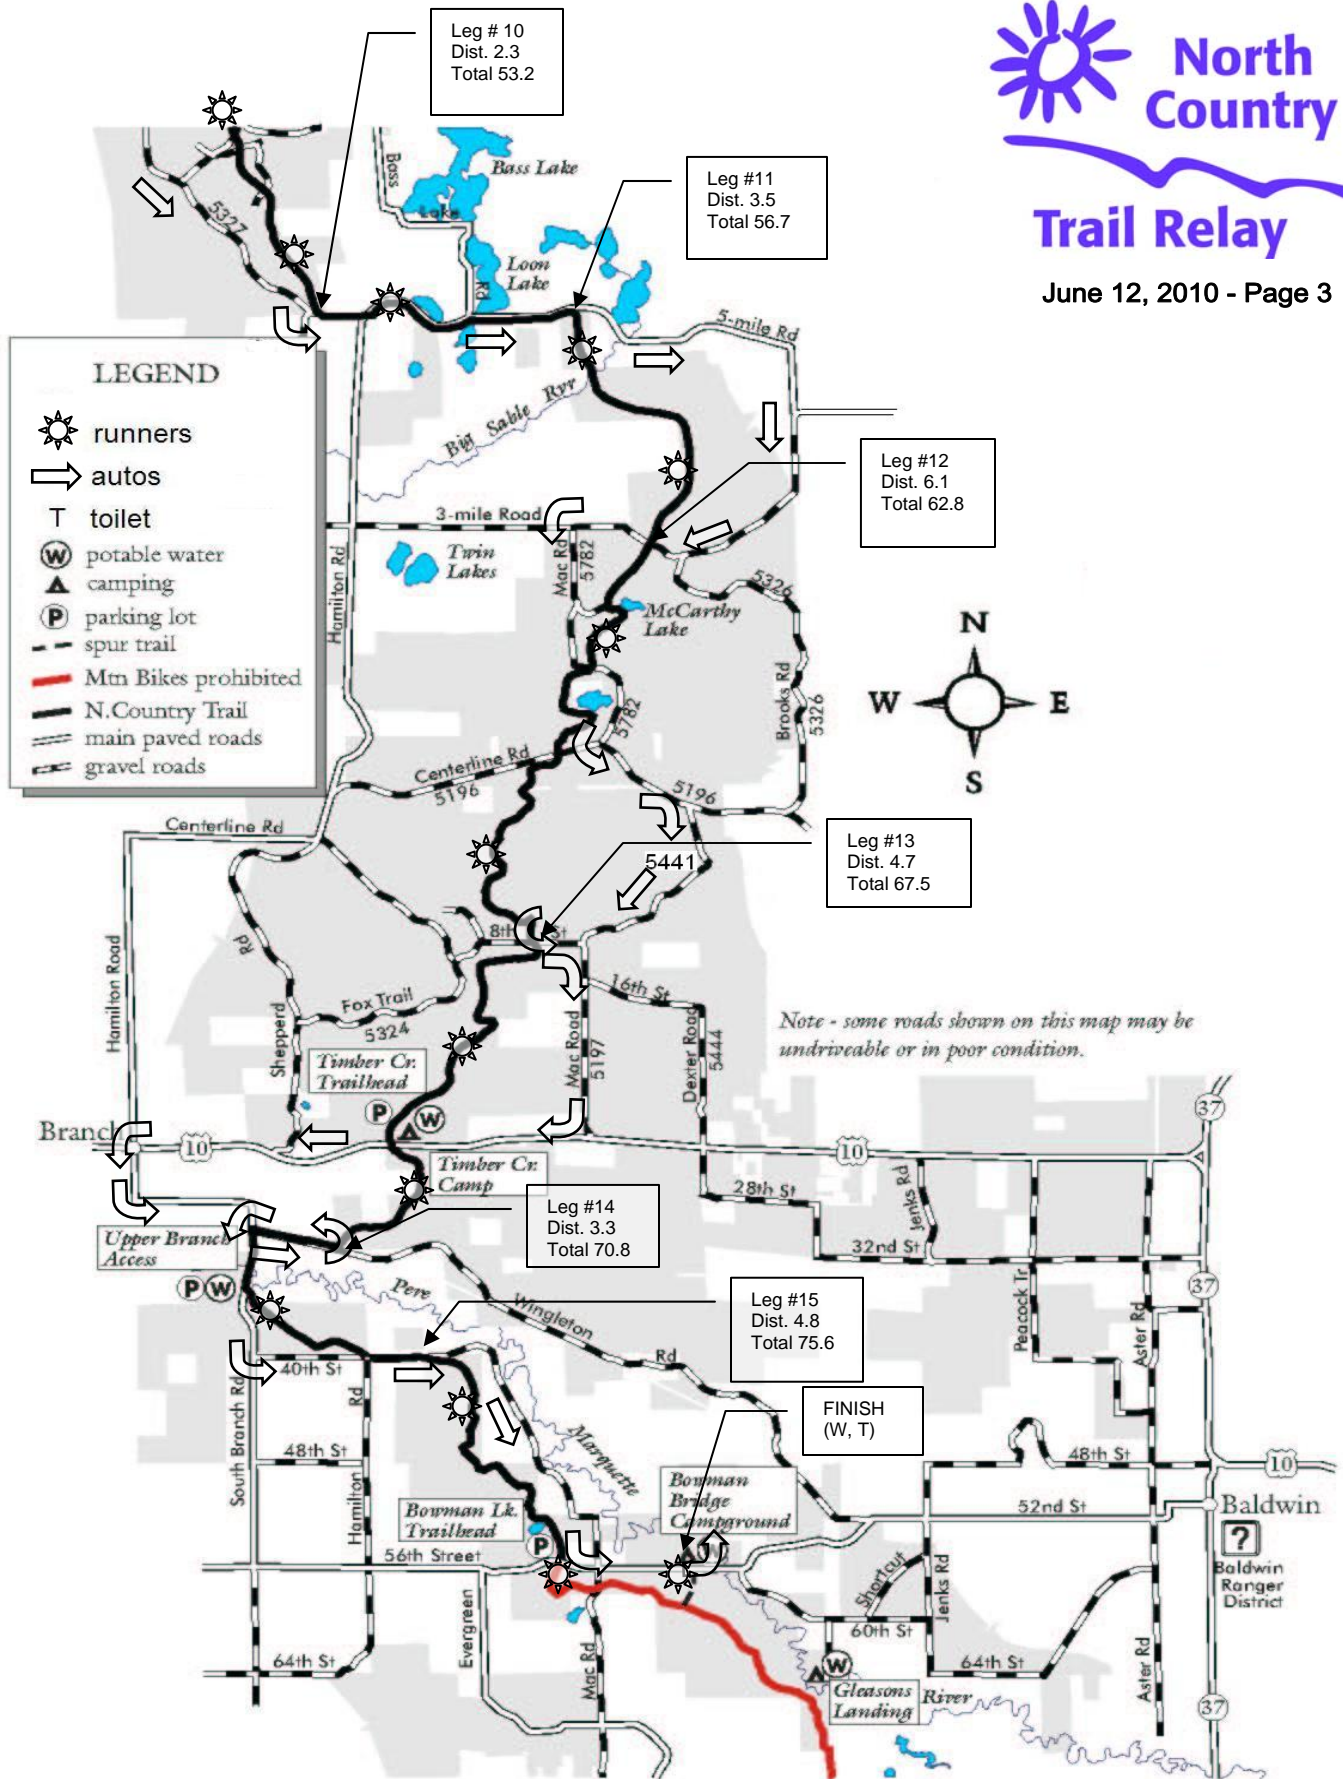 North
Country
Trail Relay
June 12, 2010 - Page 3
Leg # 10
Dist. 2.3
Total 53.2
Leg #11
Dist. 3.5
Total 56.7
Bass Lake
Bass
Lake
Rd
Loon
Lake
5327
5-mile Rd
Big Sable Rvr
LEGEND
runners
autos
T toilet
W potable water
camping
P parking lot
spur trail
Mtn Bikes prohibited
N.Country Trail
main paved roads
gravel roads
Leg #12
Dist. 6.1
Total 62.8
3-mile Road
Twin
Lakes
Mac Rd
5782
Hamilton Rd
5326
McCarthy
Lake
Brooks Rd
5326
5782
N
W E
S
Centerline Rd
5196
5196
Centerline Rd
Leg #13
Dist. 4.7
Total 67.5
5441
8th St
Rd
Hamilton Road
Fox Trail
5324
Shepperd
16th St
Mac Road
5197
Dexter Road
5444
Note - some roads shown on this map may be
undriveable or in poor condition.
Timber Cr.
Trailhead
P
W
Branch
10
10
37
Timber Cr.
Camp
28th St
Jenks Rd
32nd St
Leg #14
Dist. 3.3
Total 70.8
Upper Branch
Access
P W
Pere
Wingleton
Rd
37
Peacock Tr
Aster Rd
Leg #15
Dist. 4.8
Total 75.6
40th St
Rd
South Branch Rd
48th St
Hamilton
FINISH
(W, T)
Marquette
Bowman
Bridge
Campground
48th St
10
52nd St
Baldwin
?
Baldwin
Ranger
District
Bowman Lk.
Trailhead
P
56th Street
Shortcut
Jenks Rd
60th St
64th St
64th St
Evergreen
Mac Rd
W
Gleasons
Landing
River
Aster Rd
37